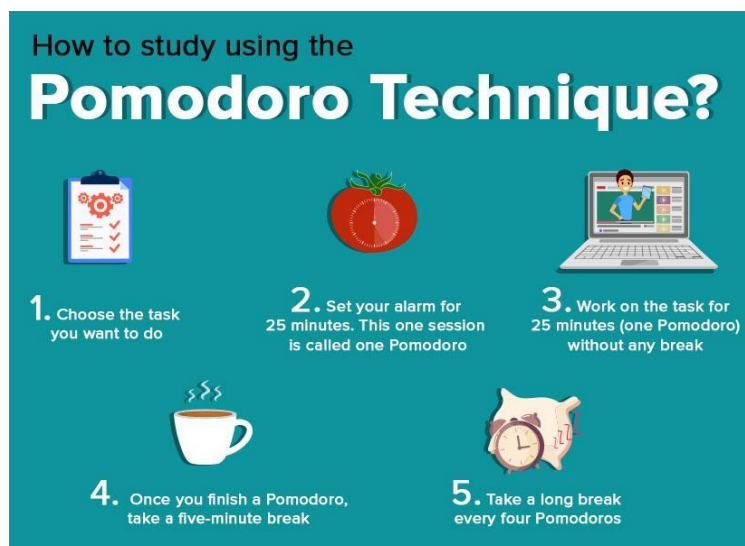 How to study using the
Pomodoro Technique?
1. Choose the task
you want to do
2. Set your alarm for
25 minutes. This one session
is called one Pomodoro
3. Work on the task for
25 minutes (one Pomodoro)
without any break
4. Once you finish a Pomodoro,
take a five-minute break
5. Take a long break
every four Pomodoros